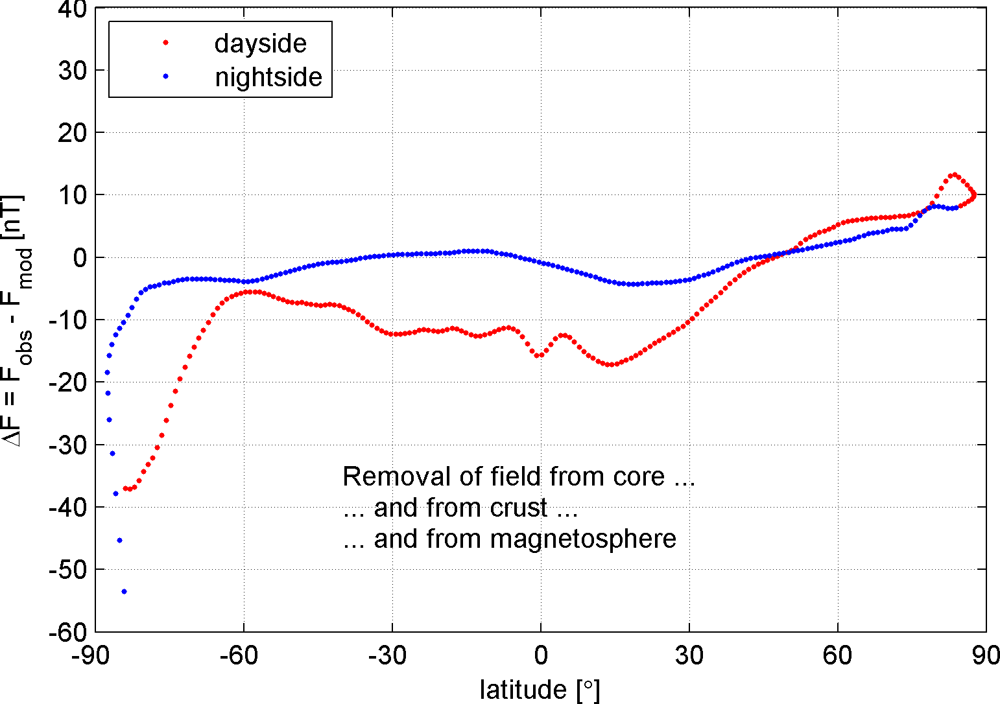 40
30
20
10
0
-10
-20
-30
-40
-50
-60
ΔF = F_obs - F_mod [nT]
dayside
nightside
Removal of field from core ...
... and from crust ...
... and from magnetosphere
-90 -60 -30 0 30 60 90
latitude [°]